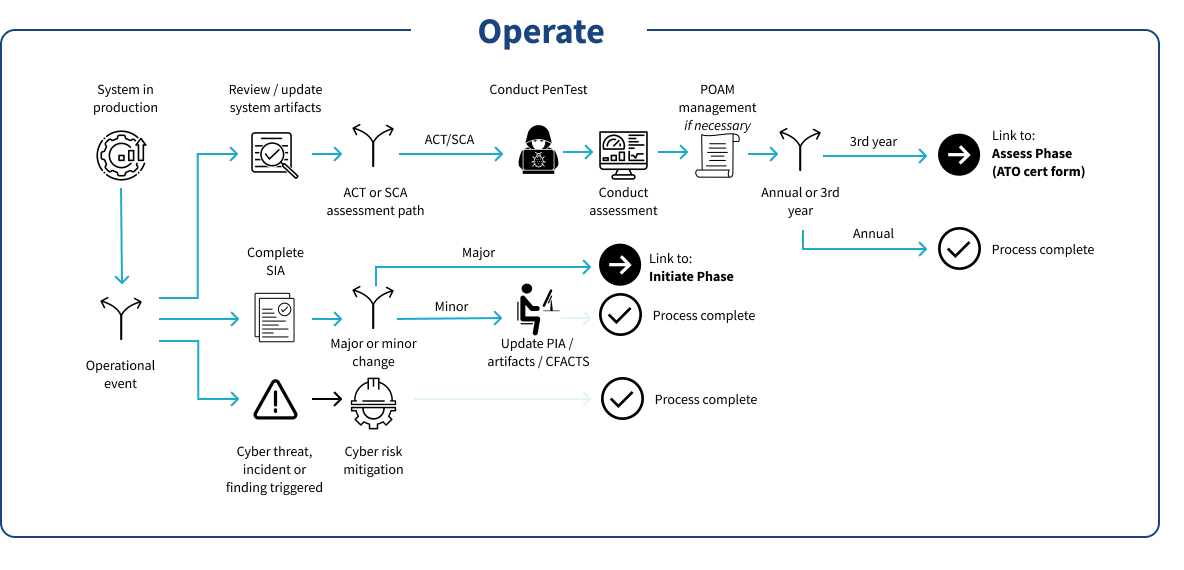 Operate
System in
production
Review / update
system artifacts
ACT or SCA
assessment path
ACT/SCA
Conduct PenTest
Conduct
assessment
POAM
management
if necessary
Annual or 3rd
year
3rd year
Link to:
Assess Phase
(ATO cert form)
Annual
Process complete
Operational
event
Complete
SIA
Major or minor
change
Major
Link to:
Initiate Phase
Minor
Update PIA /
artifacts / CFACTS
Process complete
Cyber threat,
incident or
finding triggered
Cyber risk
mitigation
Process complete